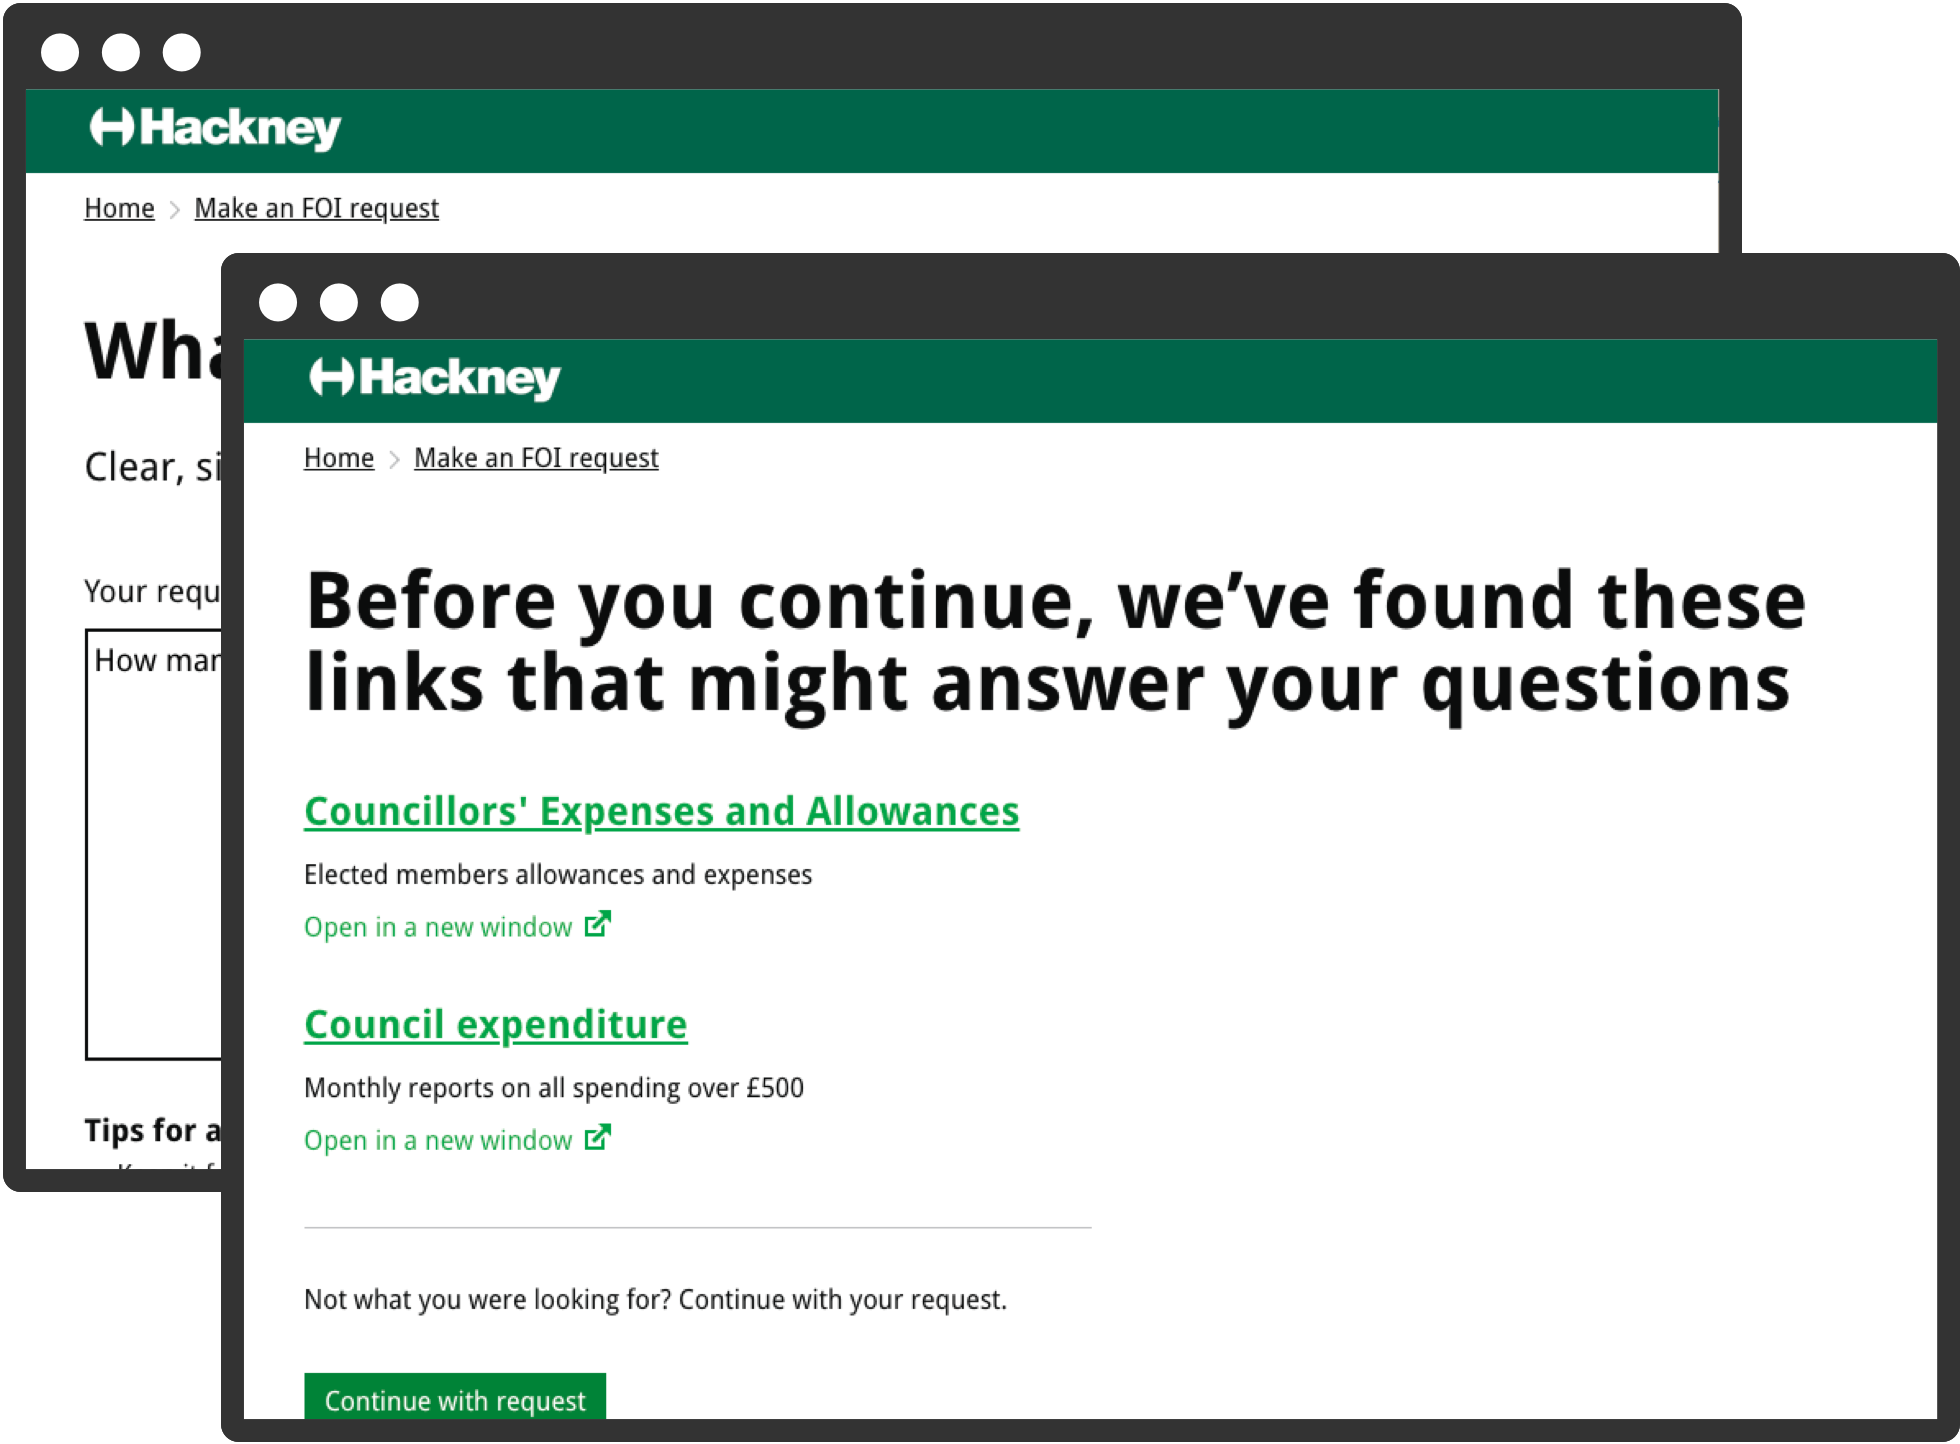 Hackney
Home > Make an FOI request
Clear, si
Your requ
How mar
Tips for a
Hackney
Home > Make an FOI request
Before you continue, we’ve found these
links that might answer your questions
Councillors' Expenses and Allowances
Elected members allowances and expenses
Open in a new window
Council expenditure
Monthly reports on all spending over £500
Open in a new window
Not what you were looking for? Continue with your request.
Continue with request